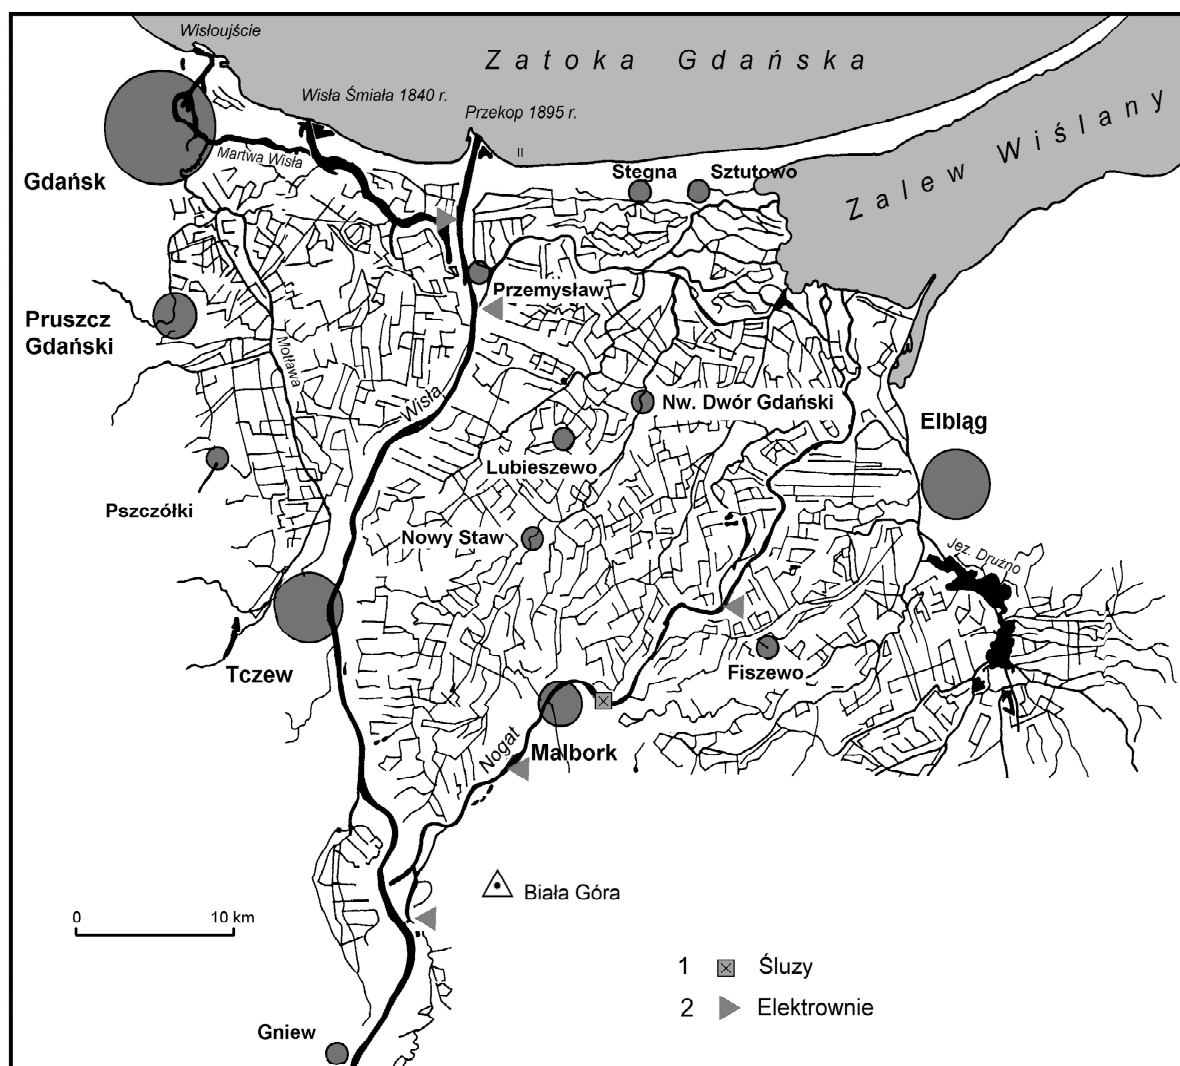 Wisłoujście
Zatoka Gdańska
Wisła Śmiała 1840 r.
Przekop 1895 r.
Zalew Wiślany
Martwa Wisła
Gdańsk
Stegna
Sztutowo
Przemysław
Pruszcz
Gdański
Motława
Wisła
Nw. Dwór Gdański
Elbląg
Lubieszewo
Pszczółki
Nowy Staw
Jez. Drużno
Tczew
Fiszewo
Nogat
Malbork
Biała Góra
0 10 km
1 Śluzy
2 Elektrownie
Gniew